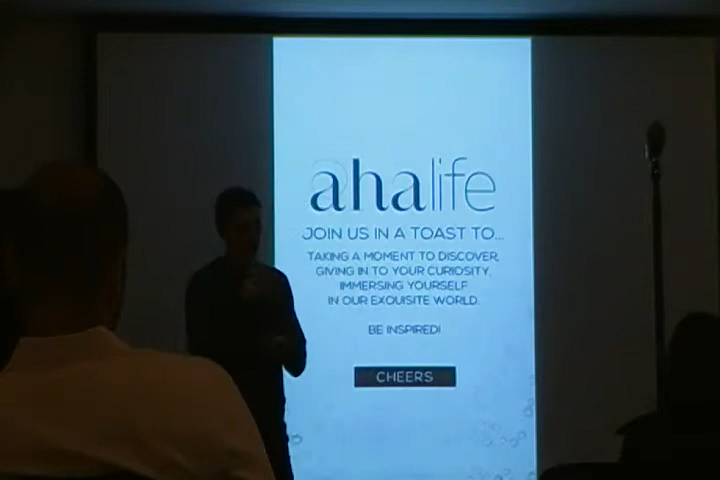 ahalife
JOIN US IN A TOAST TO...
TAKING A MOMENT TO DISCOVER,
GIVING IN TO YOUR CURIOSITY,
IMMERSING YOURSELF
IN OUR EXQUISITE WORLD.
BE INSPIRED!
CHEERS